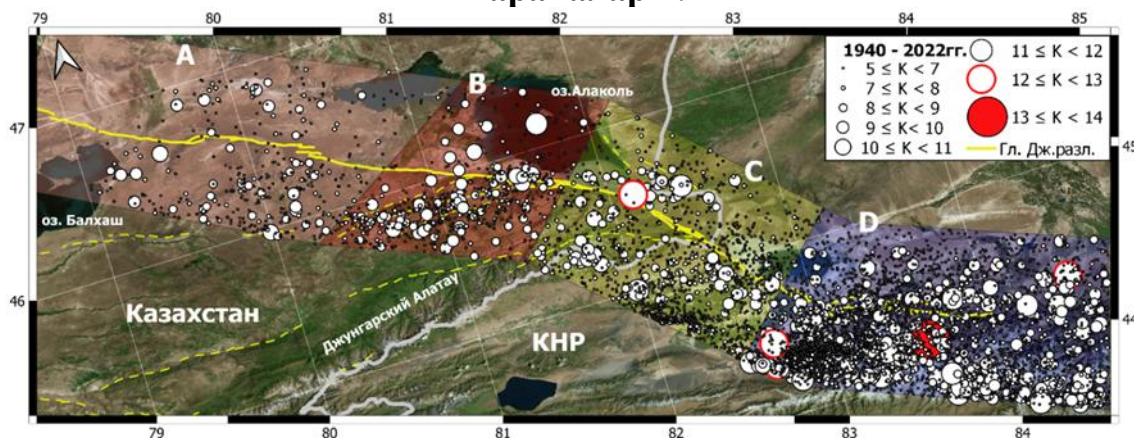 79 80 81 82 83 84 85
A
B
C
D
47
46
45
44
оз.Алаколь
оз. Балхаш
Казахстан
Джунгарский Алатау
КНР
1940 - 2022гг.
5 ≤ K < 7
7 ≤ K < 8
8 ≤ K < 9
9 ≤ K< 10
10 ≤ K < 11
11 ≤ K < 12
12 ≤ K < 13
13 ≤ K < 14
Гл. Дж.разл.
79 80 81 82 83 84